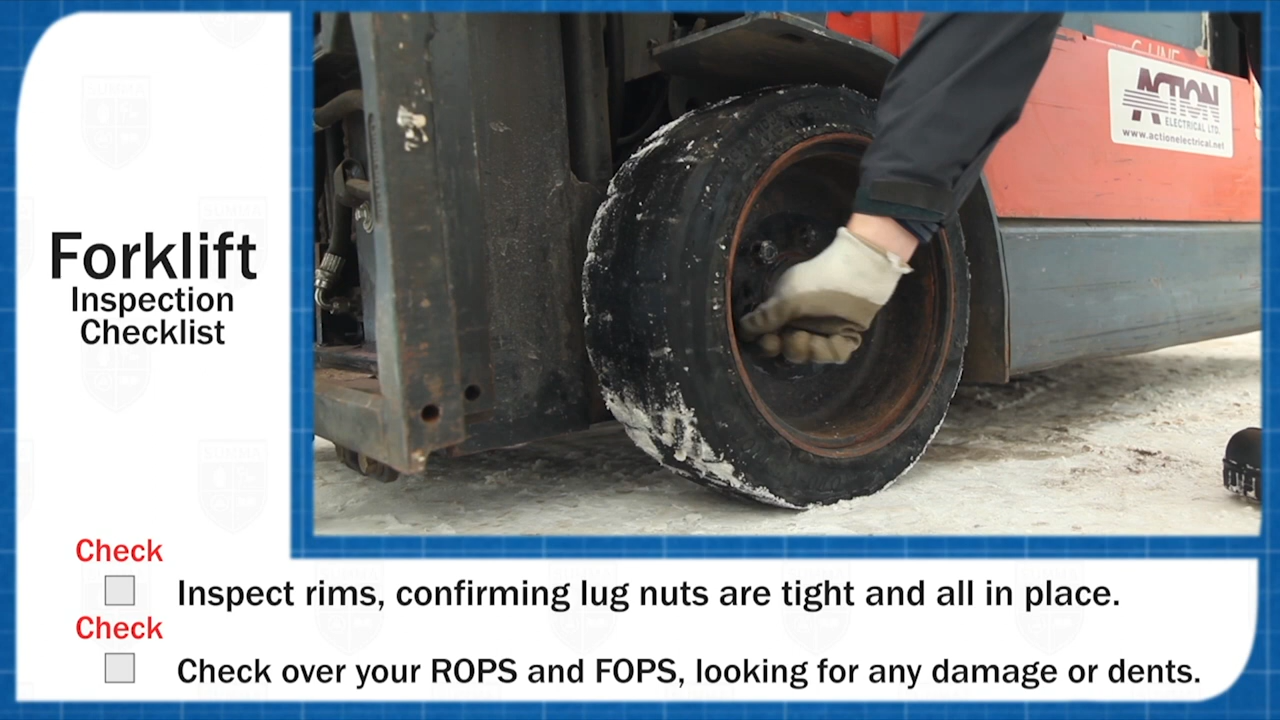 Forklift
Inspection
Checklist
ACTION
ELECTRICAL LTD.
www.actionelectrical.net
Check
Inspect rims, confirming lug nuts are tight and all in place.
Check
Check over your ROPS and FOPS, looking for any damage or dents.